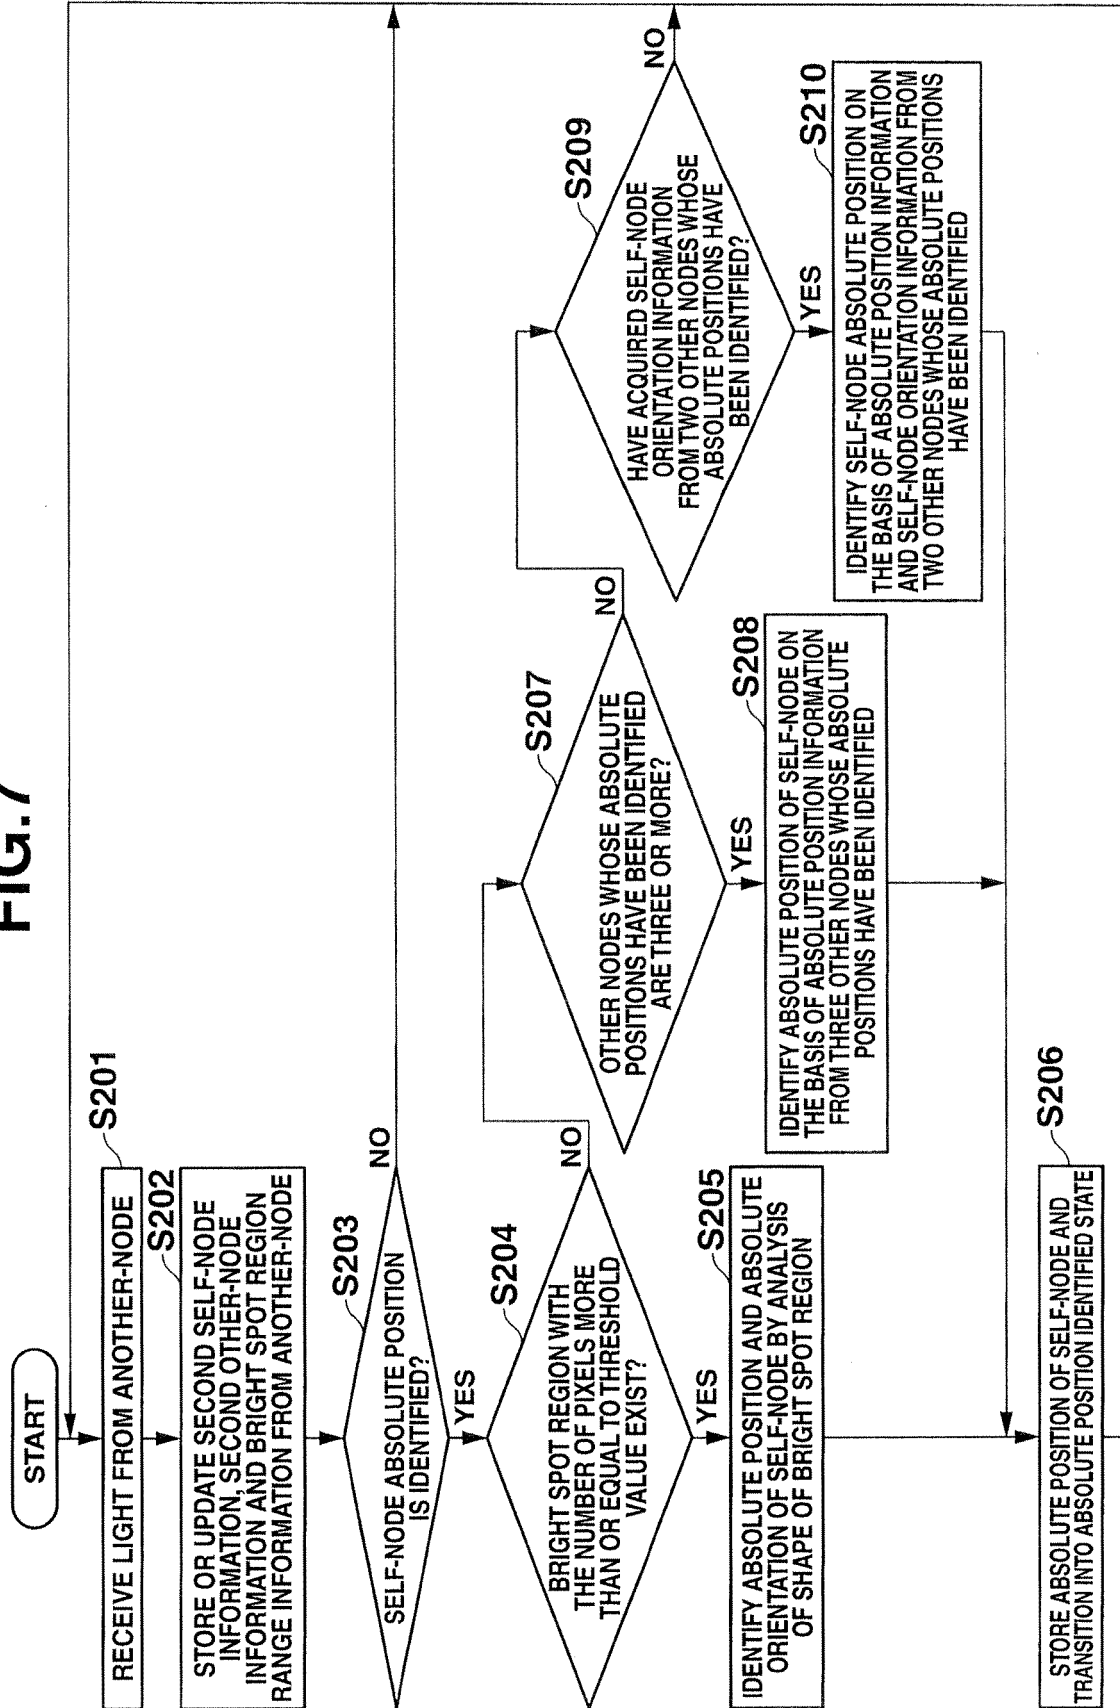 FIG.7
START
RECEIVE LIGHT FROM ANOTHER-NODE
S201
STORE OR UPDATE SECOND SELF-NODE
INFORMATION, SECOND OTHER-NODE
INFORMATION AND BRIGHT SPOT REGION
RANGE INFORMATION FROM ANOTHER-NODE
S202
SELF-NODE ABSOLUTE POSITION
IS IDENTIFIED?
S203
NO
YES
BRIGHT SPOT REGION WITH
THE NUMBER OF PIXELS MORE
THAN OR EQUAL TO THRESHOLD
VALUE EXIST?
S204
NO
YES
IDENTIFY ABSOLUTE POSITION AND ABSOLUTE
ORIENTATION OF SELF-NODE BY ANALYSIS
OF SHAPE OF BRIGHT SPOT REGION
S205
OTHER NODES WHOSE ABSOLUTE
POSITIONS HAVE BEEN IDENTIFIED
ARE THREE OR MORE?
S207
NO
YES
IDENTIFY ABSOLUTE POSITION OF SELF-NODE ON
THE BASIS OF ABSOLUTE POSITION INFORMATION
FROM THREE OTHER NODES WHOSE ABSOLUTE
POSITIONS HAVE BEEN IDENTIFIED
S208
HAVE ACQUIRED SELF-NODE
ORIENTATION INFORMATION
FROM TWO OTHER NODES WHOSE
ABSOLUTE POSITIONS HAVE
BEEN IDENTIFIED?
S209
NO
YES
IDENTIFY SELF-NODE ABSOLUTE POSITION ON
THE BASIS OF ABSOLUTE POSITION INFORMATION
AND SELF-NODE ORIENTATION INFORMATION FROM
TWO OTHER NODES WHOSE ABSOLUTE POSITIONS
HAVE BEEN IDENTIFIED
S210
STORE ABSOLUTE POSITION OF SELF-NODE AND
TRANSITION INTO ABSOLUTE POSITION IDENTIFIED STATE
S206